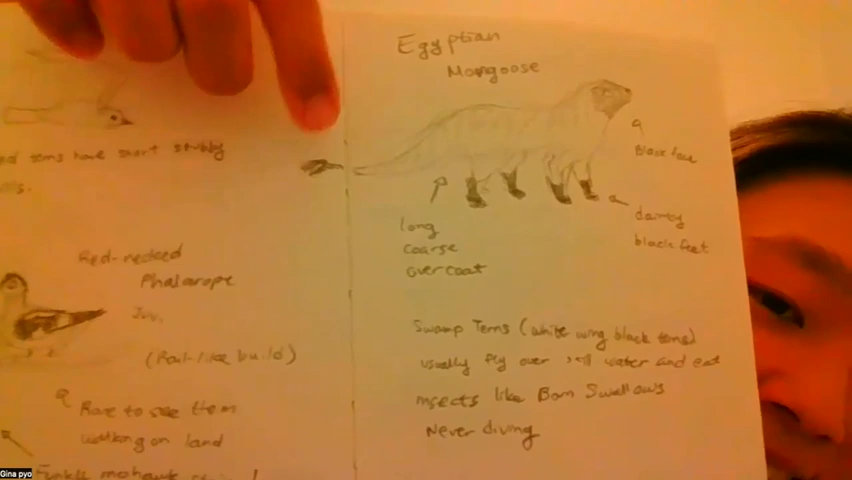 terns have short stubby
Red-necked
Phalarope
Juv.
(Rail-like build)
Rare to see them
walking on land
mohawk
Egyptian
Mongoose
Black face
dainty
black feet
long
coarse
overcoat
Swamp Terns (white wing black terns)
usually fly over still water and eat
insects like Barn Swallows
Never diving
Gina pyo